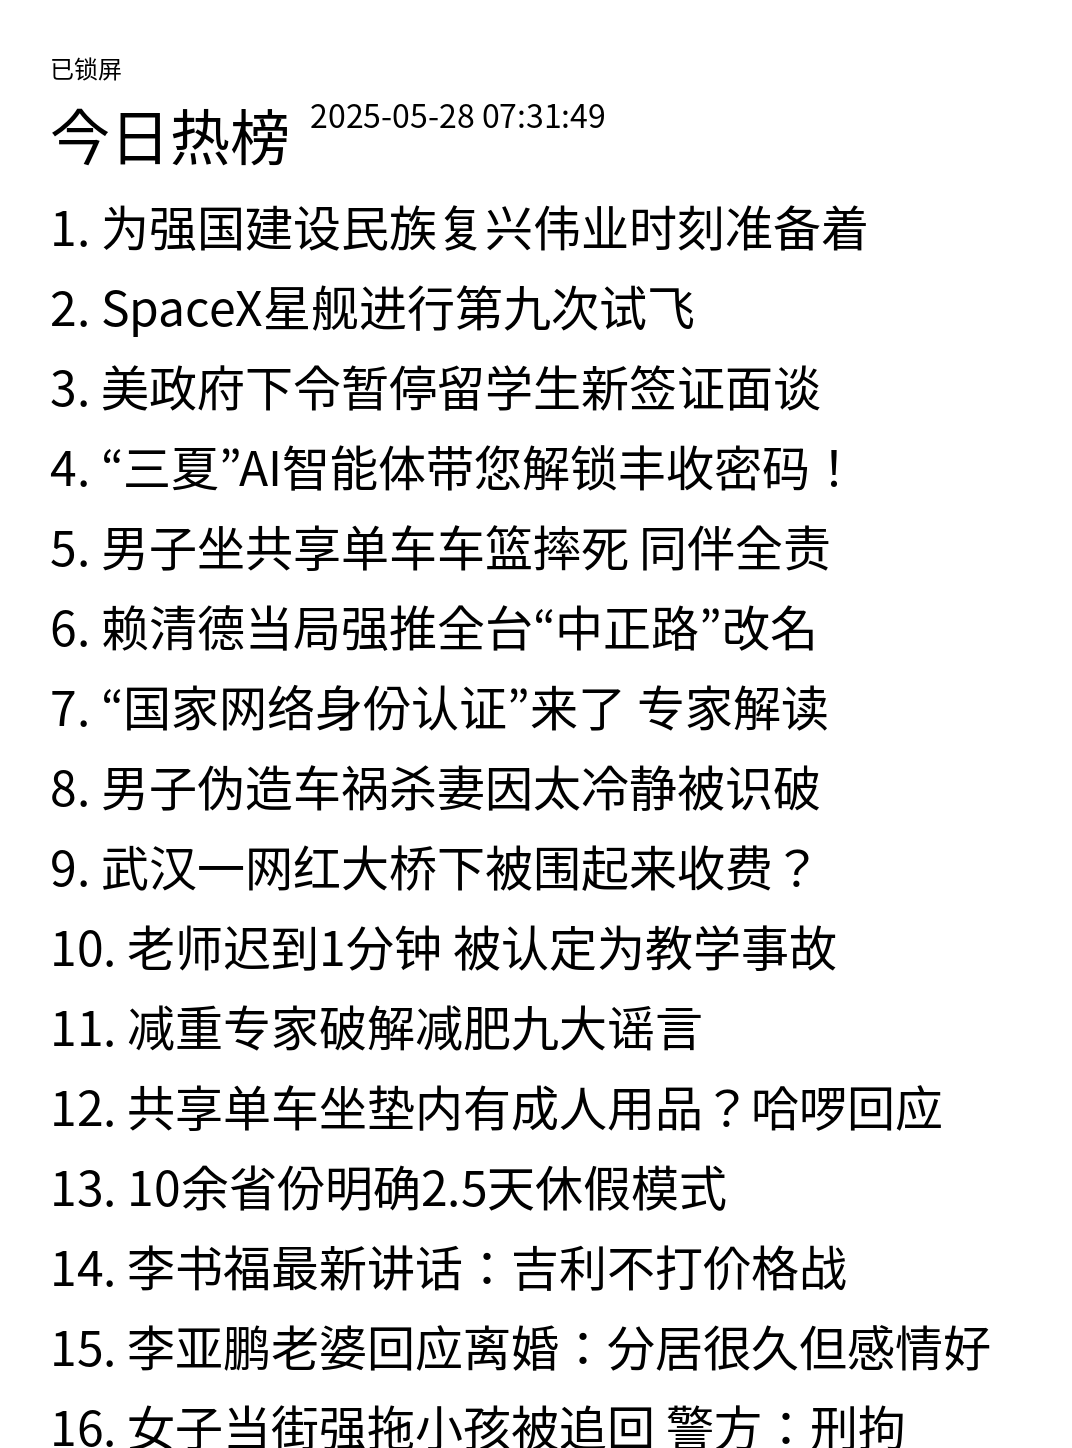 已锁屏
今日热榜 2025-05-28 07:31:49
1. 为强国建设民族复兴伟业时刻准备着
2. SpaceX星舰进行第九次试飞
3. 美政府下令暂停留学生新签证面谈
4. “三夏”AI智能体带您解锁丰收密码！
5. 男子坐共享单车车篮摔死 同伴全责
6. 赖清德当局强推全台“中正路”改名
7. “国家网络身份认证”来了 专家解读
8. 男子伪造车祸杀妻因太冷静被识破
9. 武汉一网红大桥下被围起来收费？
10. 老师迟到1分钟 被认定为教学事故
11. 减重专家破解减肥九大谣言
12. 共享单车坐垫内有成人用品？哈啰回应
13. 10余省份明确2.5天休假模式
14. 李书福最新讲话：吉利不打价格战
15. 李亚鹏老婆回应离婚：分居很久但感情好
16. 女子当街强拖小孩被追回 警方：刑拘